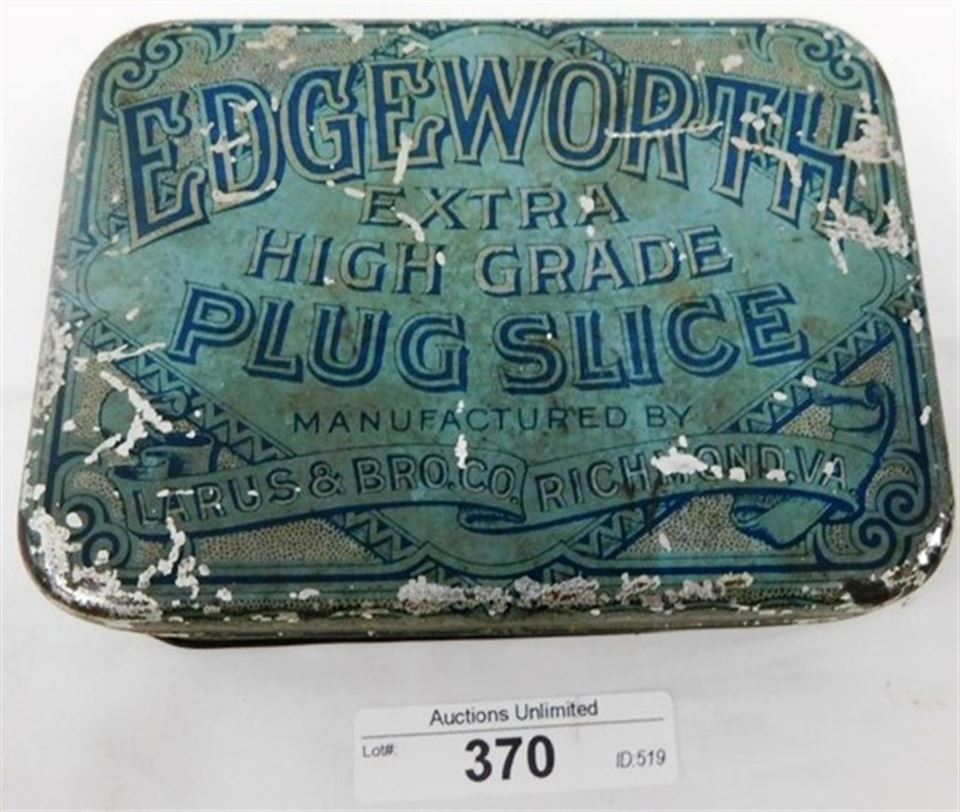 EDGEWORTH
EXTRA
HIGH GRADE
PLUG SLICE
MANUFACTURED BY
LARUS & BRO. CO. RICHMOND. VA.
Auctions Unlimited
Lot#: 370 ID:519